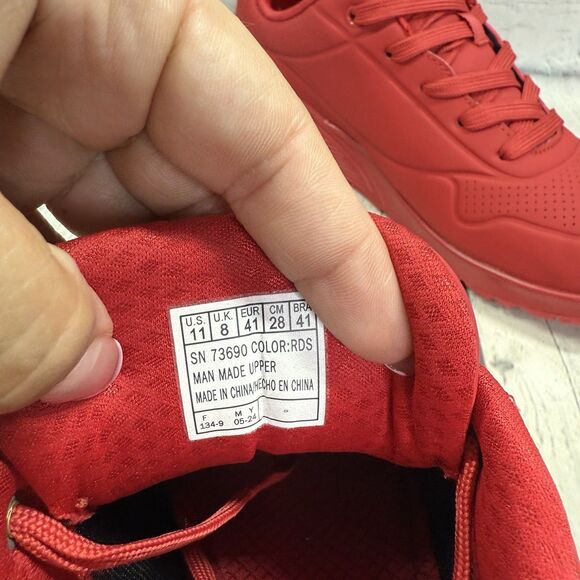 U.S. U.K. EUR CM BRA
11 8 41 28 41
SN 73690 COLOR:RDS
MAN MADE UPPER
MADE IN CHINA/HECHO EN CHINA
F M Y
134-9 05-24